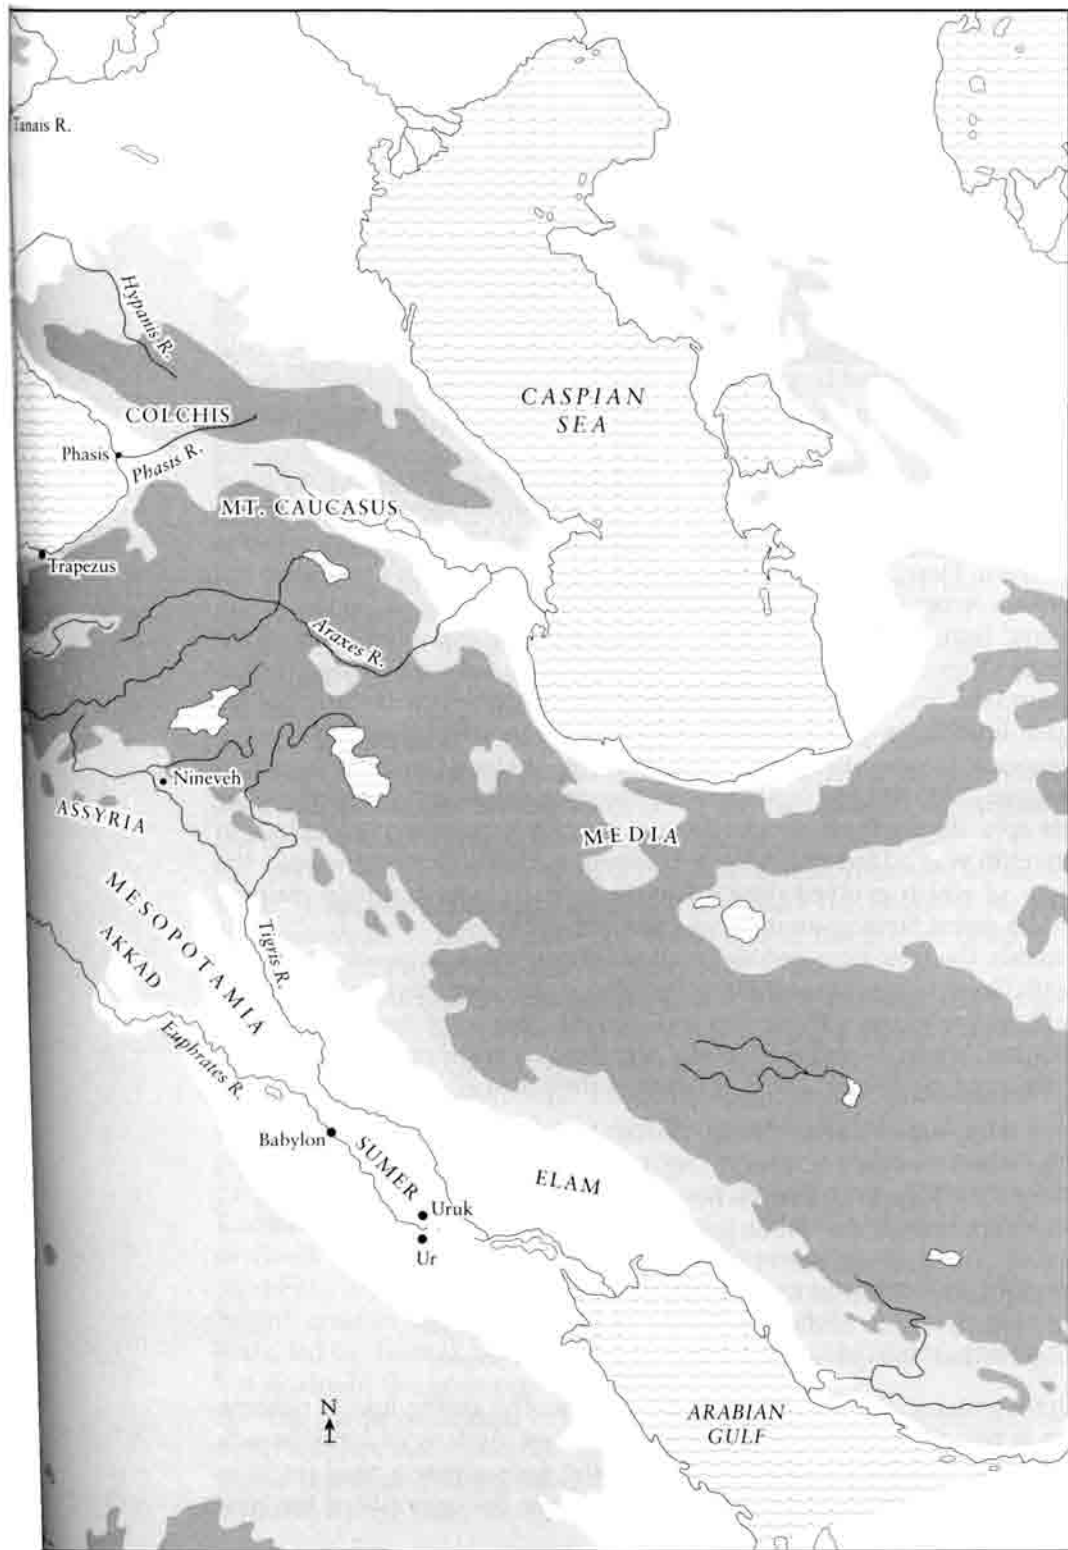 Tanais R.
Hypanis R.
CASPIAN
SEA
COLCHIS
Phasis
Phasis R.
MT. CAUCASUS
Trapezus
Araxes R.
Nineveh
ASSYRIA
MEDIA
MESOPOTAMIA
AKKAD
Tigris R.
Euphrates R.
Babylon
SUMER
ELAM
Uruk
Ur
N
ARABIAN
GULF